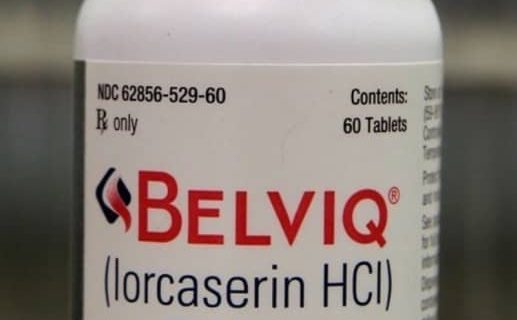 NDC 62856-529-60
Contents:
℞ only
60 Tablets
BELVIQ®
(lorcaserin HCl)